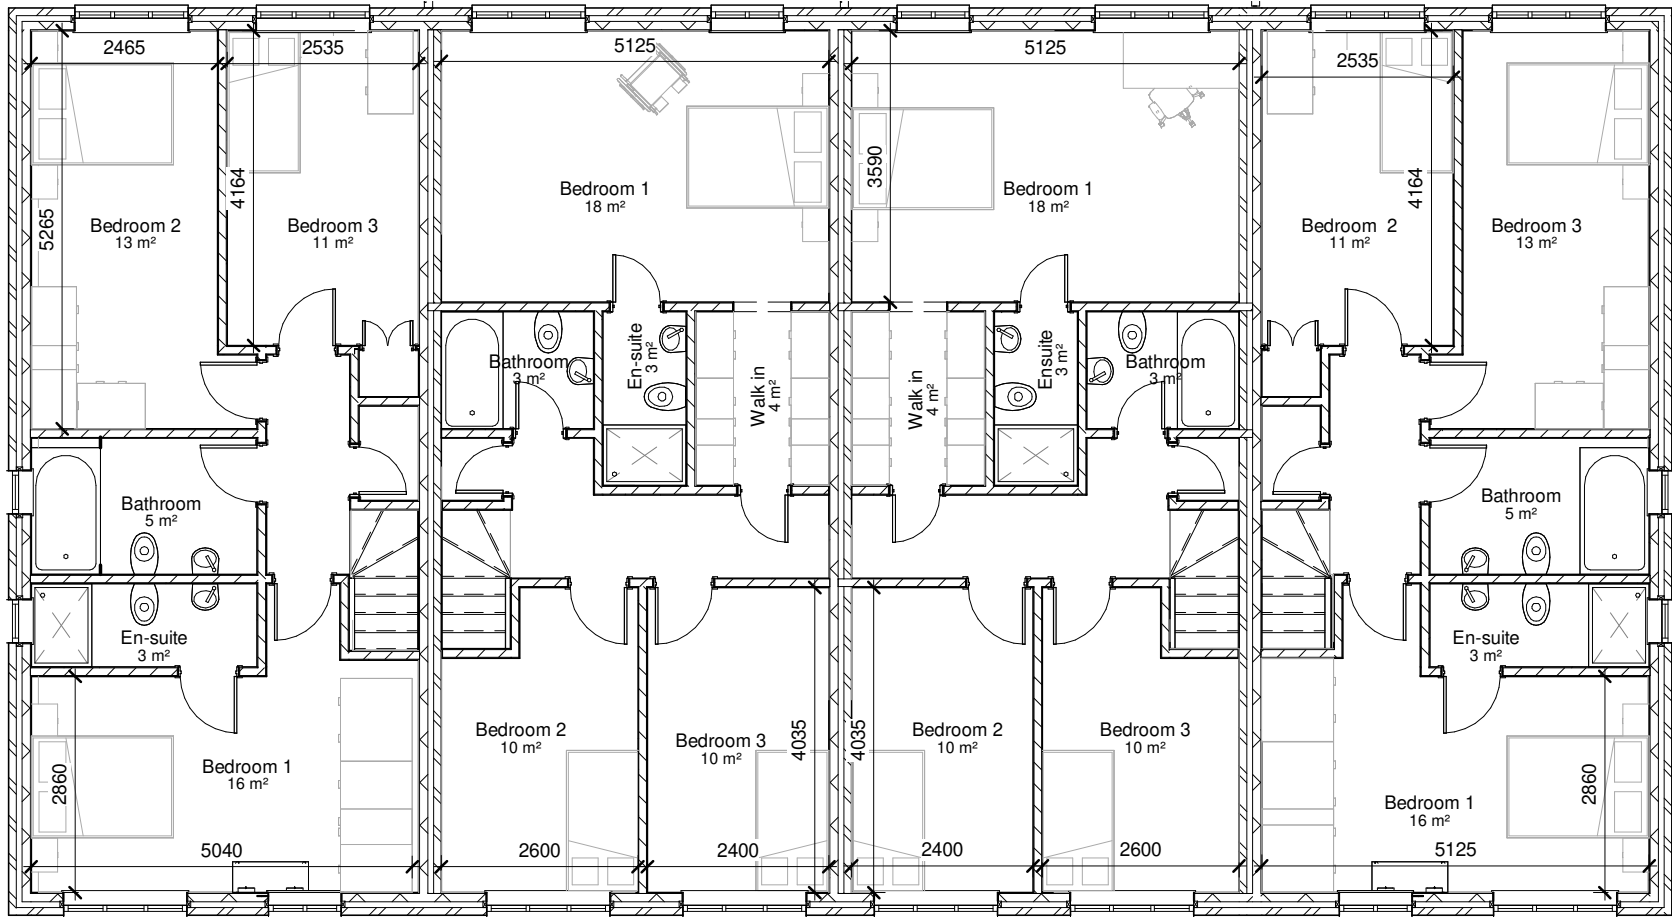 2465
2535
5125
5125
2535
4164
3590
4164
5265
Bedroom 2
13 m²
Bedroom 3
11 m²
Bedroom 1
18 m²
Bedroom 1
18 m²
Bedroom  2
11 m²
Bedroom 3
13 m²
Bathroom
3 m²
En-suite
3 m²
Walk in
4 m²
Walk in
4 m²
Ensuite
3 m²
Bathroom
3 m²
Bathroom
5 m²
Bathroom
5 m²
En-suite
3 m²
En-suite
3 m²
Bedroom 1
16 m²
Bedroom 2
10 m²
Bedroom 3
10 m²
Bedroom 2
10 m²
Bedroom 3
10 m²
Bedroom 1
16 m²
2860
4035
4035
2860
5040
2600
2400
2400
2600
5125